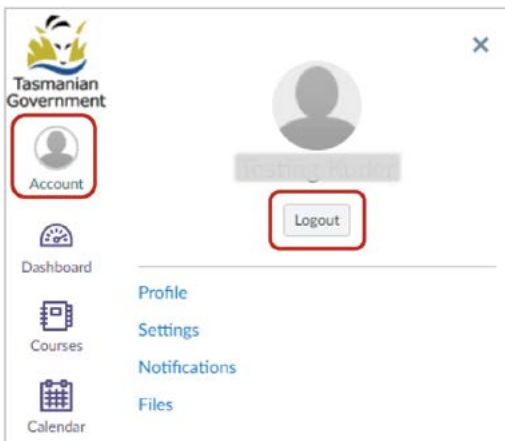 Tasmanian
Government
Account
Dashboard
Courses
Calendar
Logout
Profile
Settings
Notifications
Files